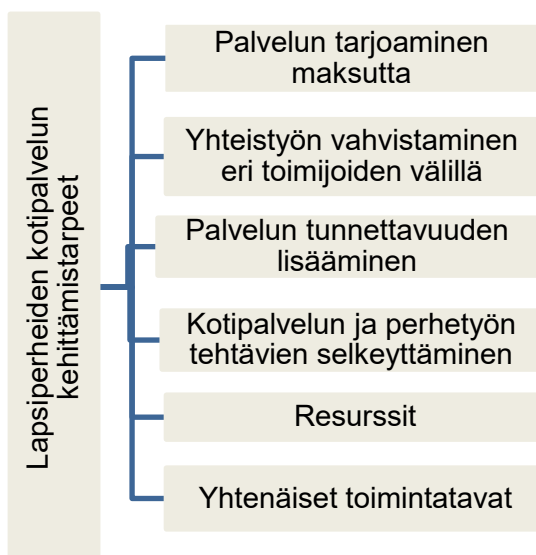 Lapsiperheiden kotipalvelun
kehittämistarpeet
Palvelun tarjoaminen
maksutta
Yhteistyön vahvistaminen
eri toimijoiden välillä
Palvelun tunnettavuuden
lisääminen
Kotipalvelun ja perhetyön
tehtävien selkeyttäminen
Resurssit
Yhtenäiset toimintatavat